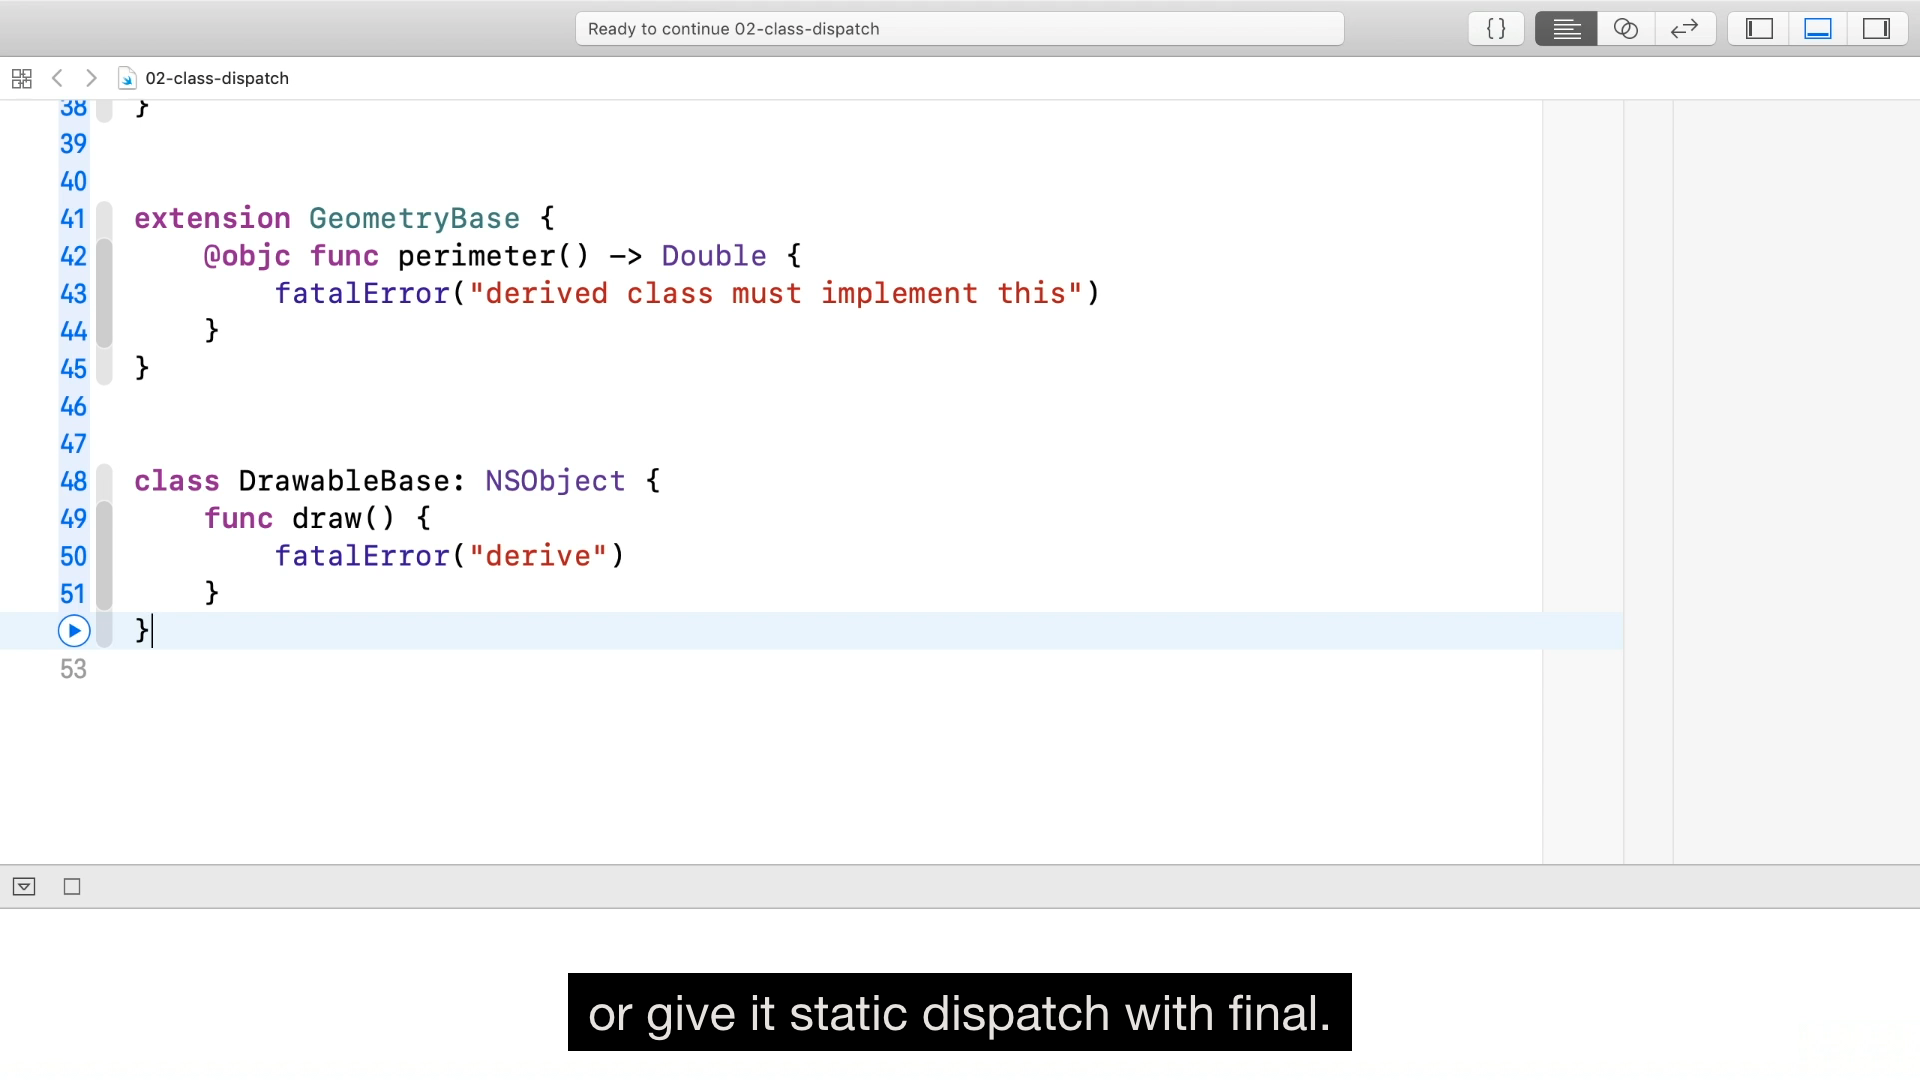 Ready to continue 02-class-dispatch
{}
02-class-dispatch
38 }
39
40
41 extension GeometryBase {
42 @objc func perimeter() -> Double {
43 fatalError("derived class must implement this")
44 }
45 }
46
47
48 class DrawableBase: NSObject {
49 func draw() {
50 fatalError("derive")
51 }
}
53
or give it static dispatch with final.